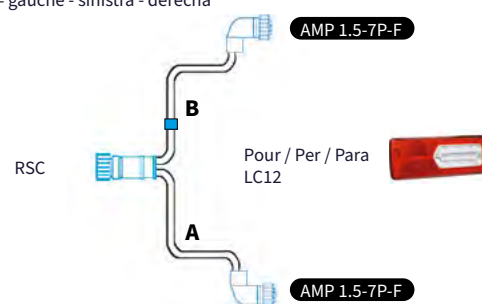 - gauche - sinistra - derecha
AMP 1.5-7P-F
B
RSC
Pour / Per / Para
LC12
A
AMP 1.5-7P-F